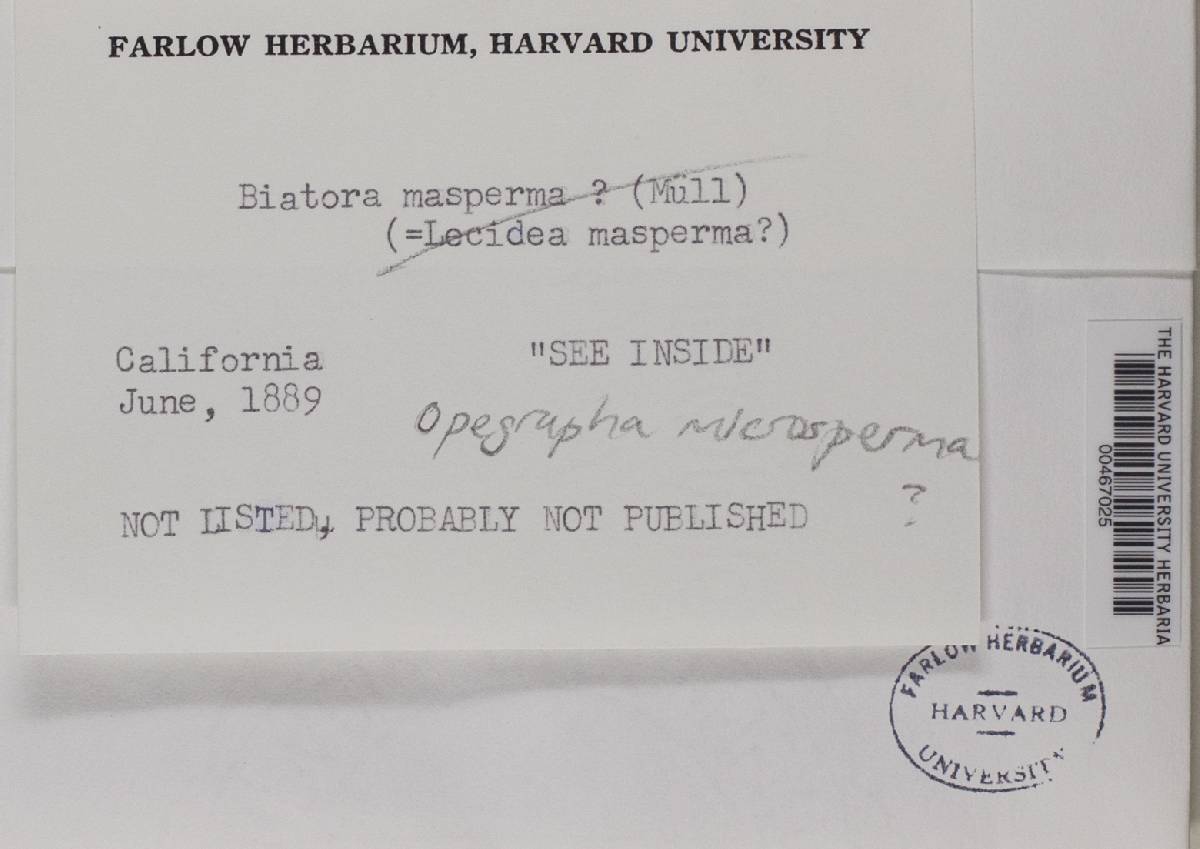 FARLOW HERBARIUM, HARVARD UNIVERSITY
Biatora masperma ? (Müll)
(=Lecidea masperma?)
California
June, 1889
"SEE INSIDE"
Opegrapha microsperma
?
NOT LISTED, PROBABLY NOT PUBLISHED
THE HARVARD UNIVERSITY HERBARIA
00467025
FARLOW HERBARIUM
HARVARD
UNIVERSITY